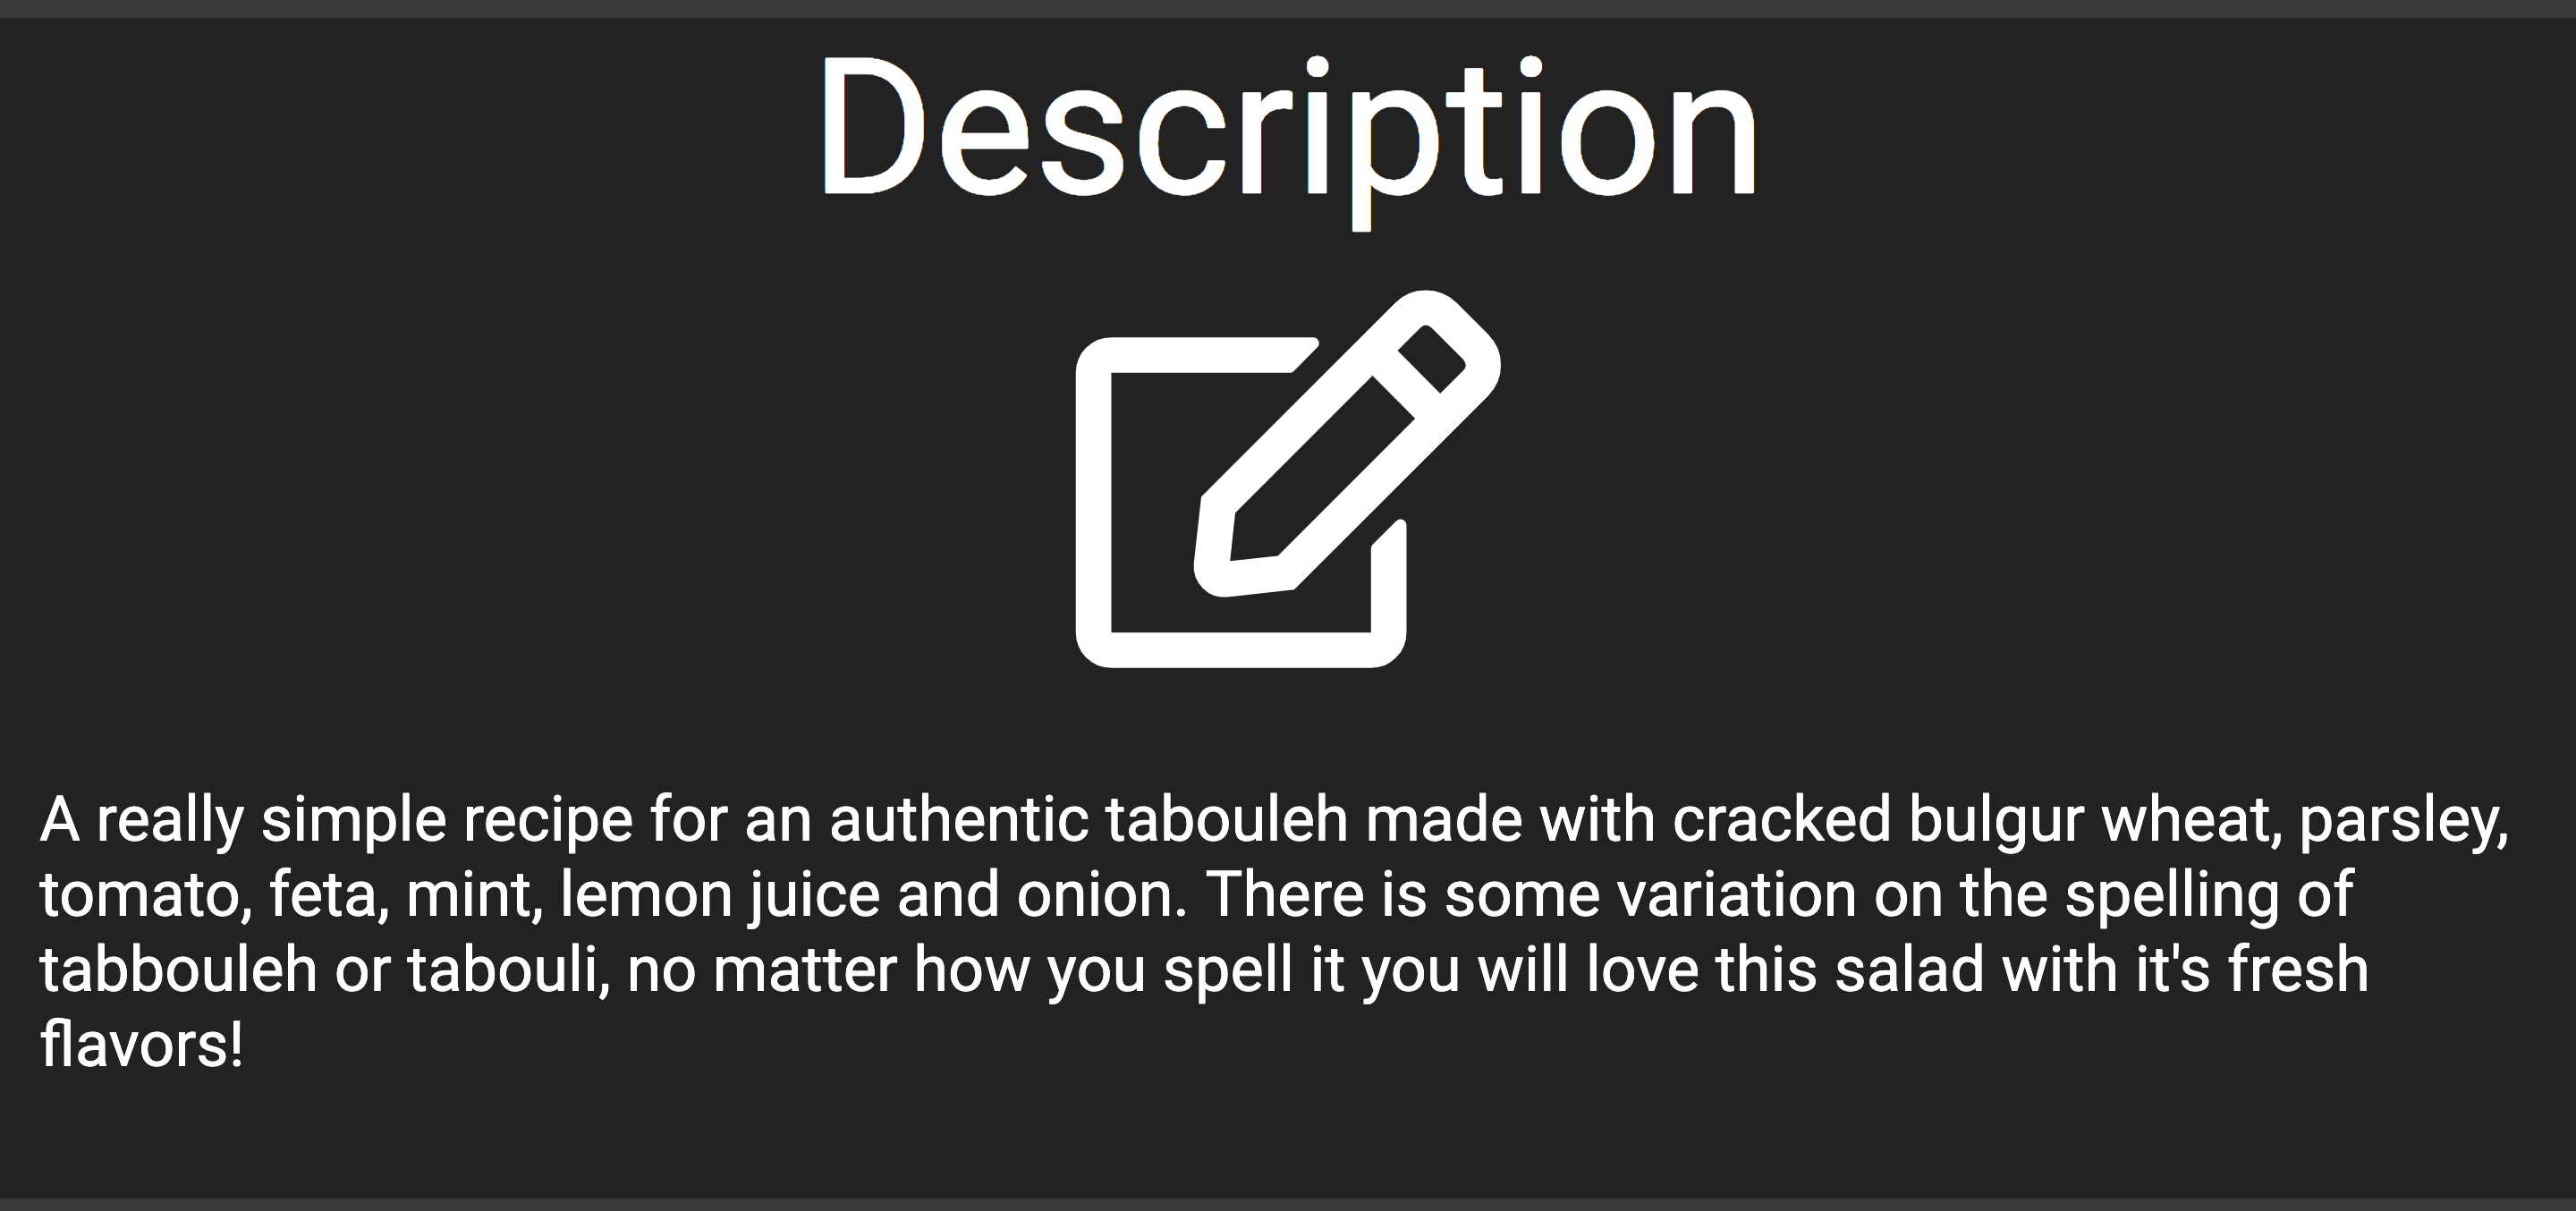 Description
A really simple recipe for an authentic tabouleh made with cracked bulgur wheat, parsley,
tomato, feta, mint, lemon juice and onion. There is some variation on the spelling of
tabbouleh or tabouli, no matter how you spell it you will love this salad with it's fresh
flavors!